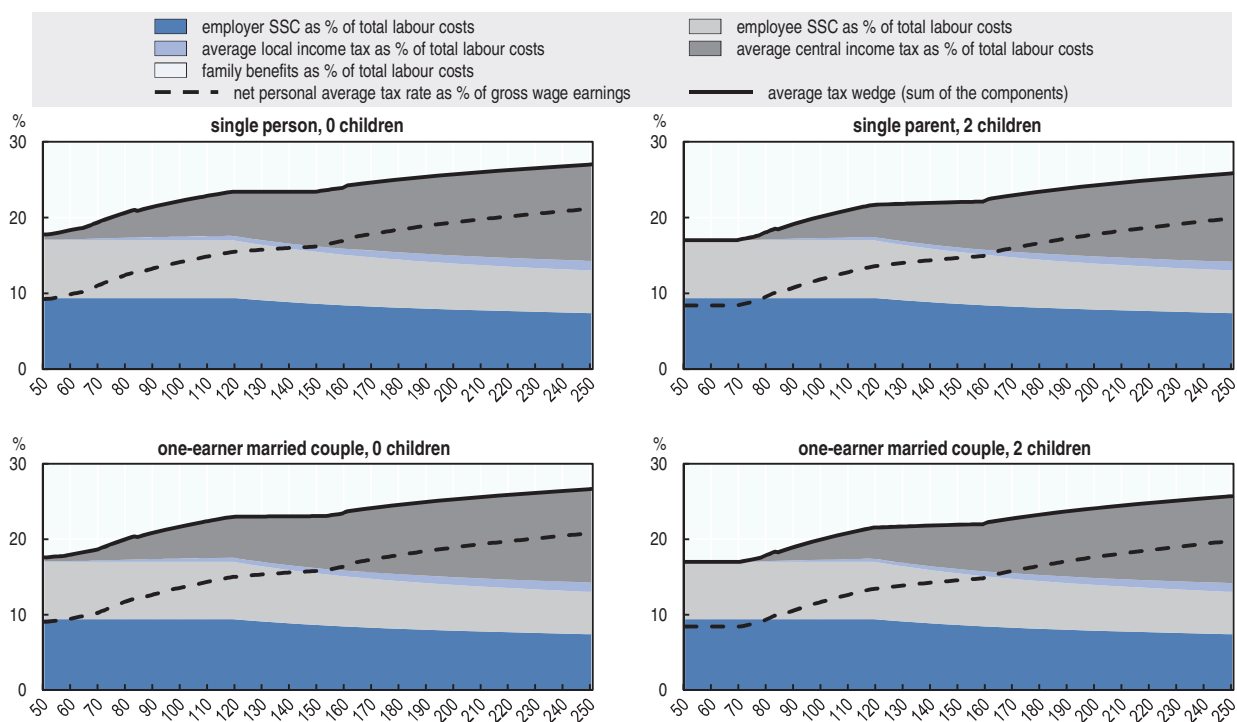 employer SSC as % of total labour costs
employee SSC as % of total labour costs
average local income tax as % of total labour costs
average central income tax as % of total labour costs
family benefits as % of total labour costs
net personal average tax rate as % of gross wage earnings
average tax wedge (sum of the components)
%
single person, 0 children
30
20
10
0
50 60 70 80 90 100 110 120 130 140 150 160 170 180 190 200 210 220 230 240 250
%
single parent, 2 children
30
20
10
0
50 60 70 80 90 100 110 120 130 140 150 160 170 180 190 200 210 220 230 240 250
%
one-earner married couple, 0 children
30
20
10
0
50 60 70 80 90 100 110 120 130 140 150 160 170 180 190 200 210 220 230 240 250
%
one-earner married couple, 2 children
30
20
10
0
50 60 70 80 90 100 110 120 130 140 150 160 170 180 190 200 210 220 230 240 250